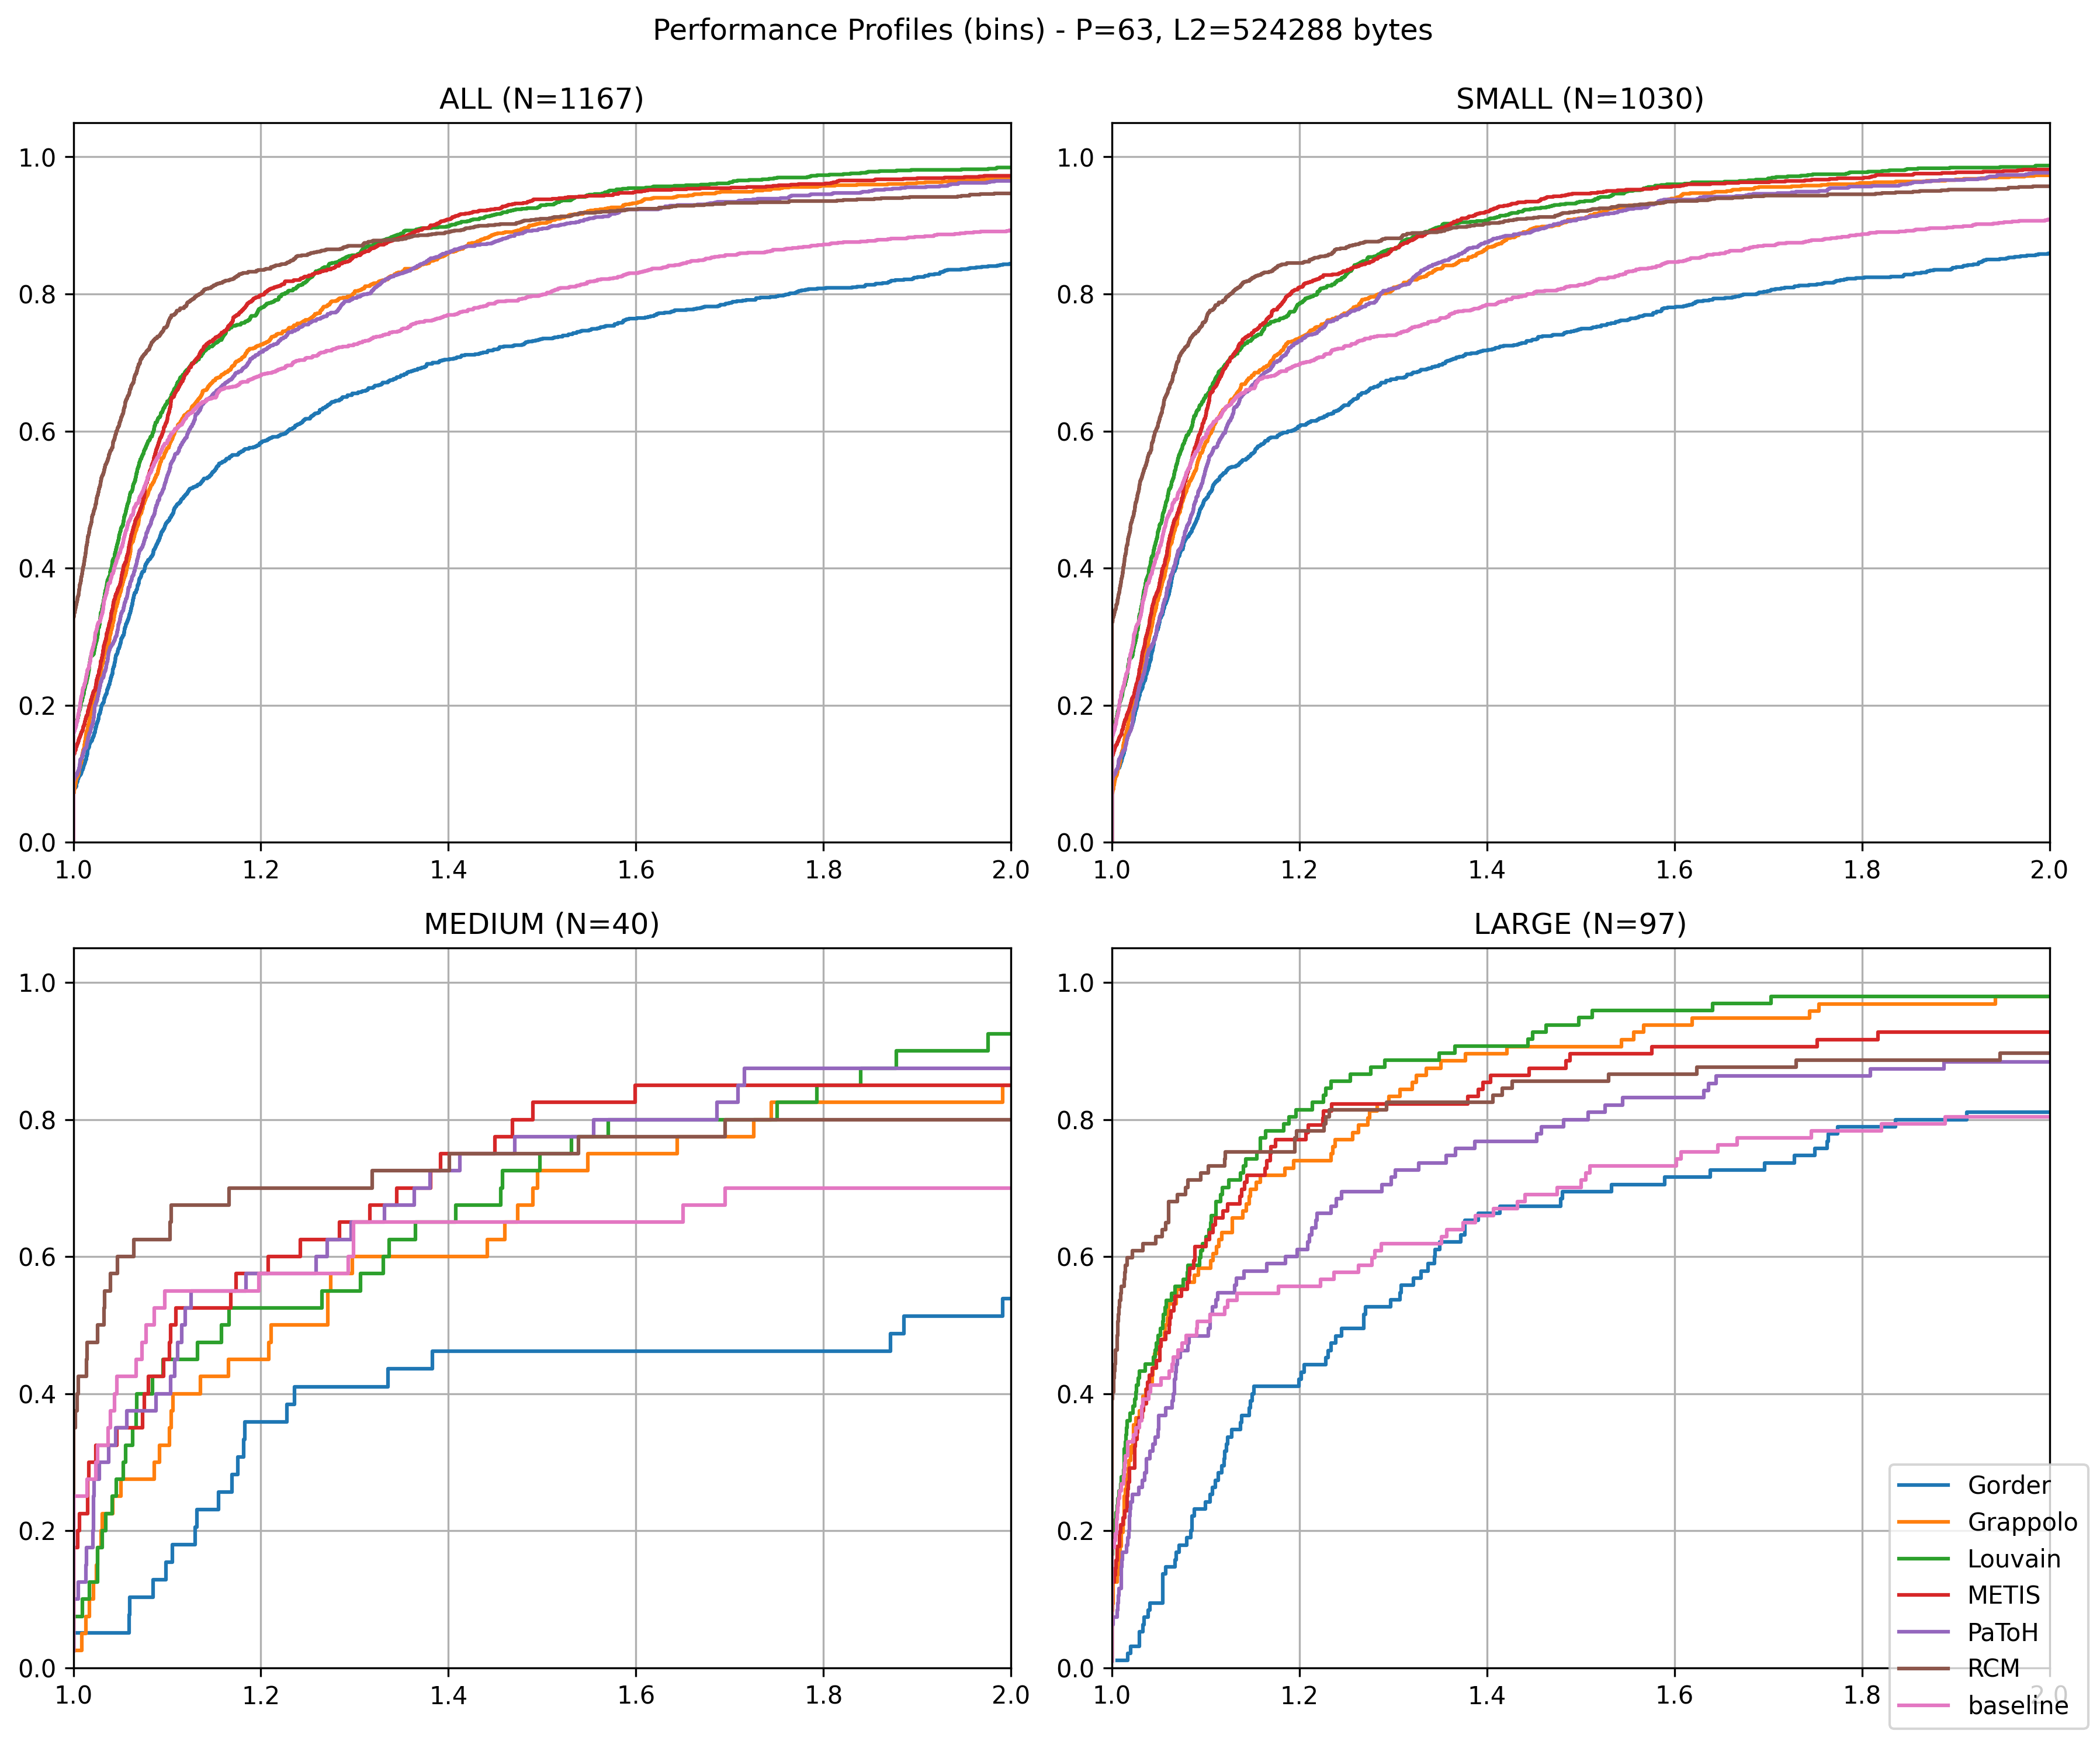 Performance Profiles (bins) - P=63, L2=524288 bytes
ALL (N=1167)
1.0
0.8
0.6
0.4
0.2
0.0
1.0 1.2 1.4 1.6 1.8 2.0
SMALL (N=1030)
1.0
0.8
0.6
0.4
0.2
0.0
1.0 1.2 1.4 1.6 1.8 2.0
MEDIUM (N=40)
1.0
0.8
0.6
0.4
0.2
0.0
1.0 1.2 1.4 1.6 1.8 2.0
LARGE (N=97)
1.0
0.8
0.6
0.4
0.2
0.0
1.0 1.2 1.4 1.6 1.8 2.0
Gorder
Grappolo
Louvain
METIS
PaToH
RCM
baseline